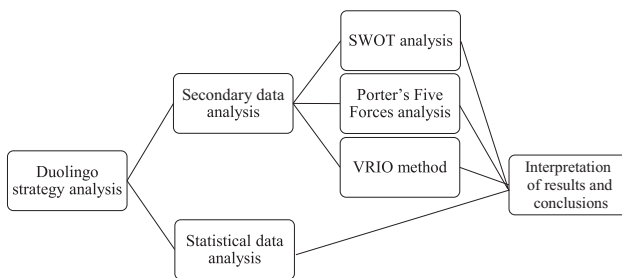 Duolingo
strategy analysis
Secondary data
analysis
Statistical data
analysis
SWOT analysis
Porter's Five
Forces analysis
VRIO method
Interpretation
of results and
conclusions